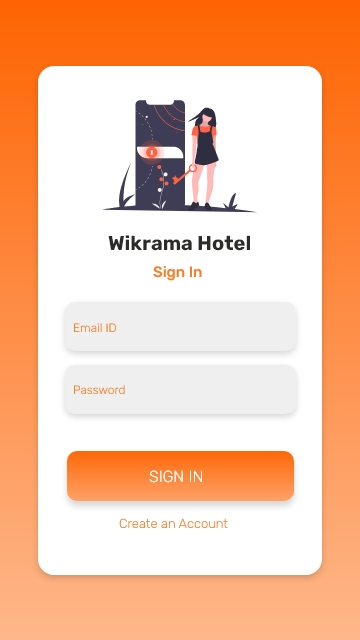 Wikrama Hotel
Sign In
Email ID
Password
SIGN IN
Create an Account